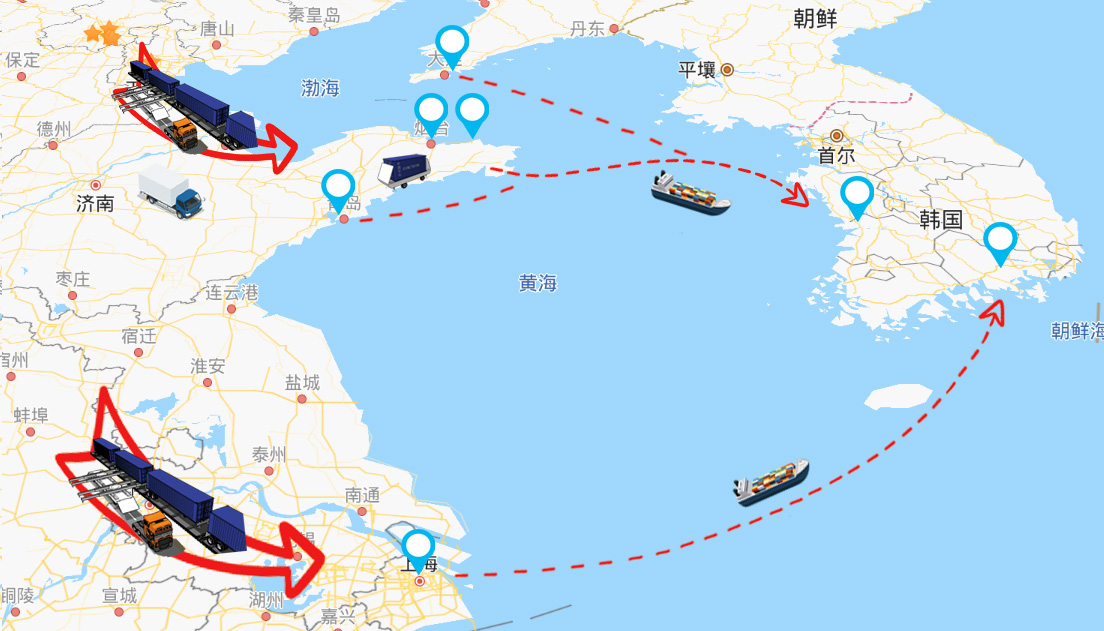 秦皇岛
朝鲜
唐山
丹东
保定
大
平壤
渤海
烟台
德州
首尔
济南
青岛
韩国
枣庄
黄海
连云港
朝鲜海
宿迁
宿州
淮安
盐城
蚌埠
泰州
南通
上海
铜陵
宣城
湖州
嘉兴